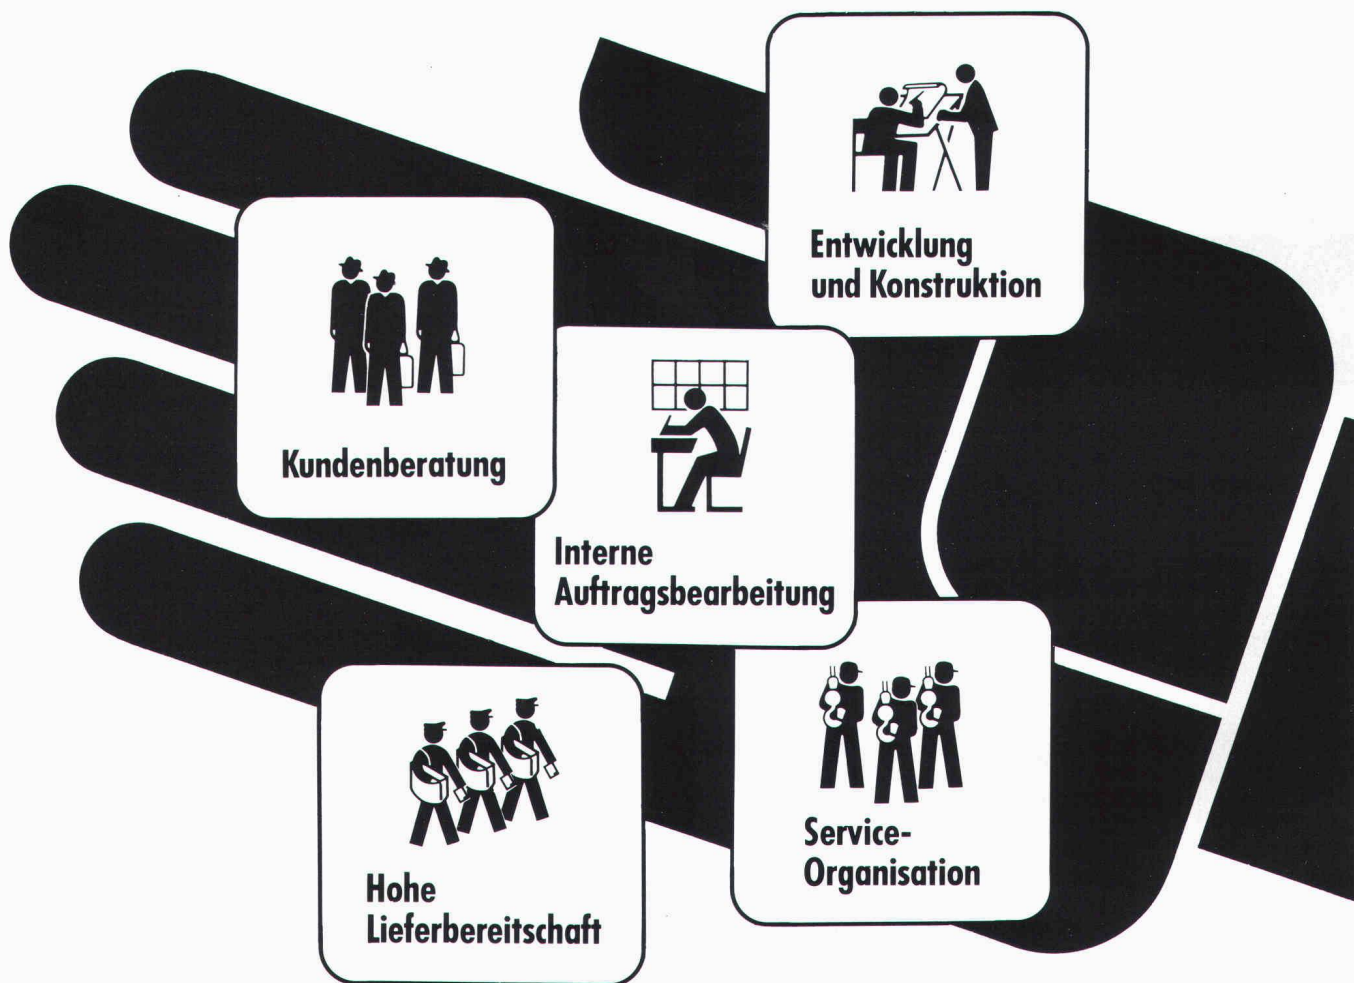 Entwicklung
und Konstruktion
Kundenberatung
Interne
Auftragsbearbeitung
Service-
Organisation
Hohe
Lieferbereitschaft